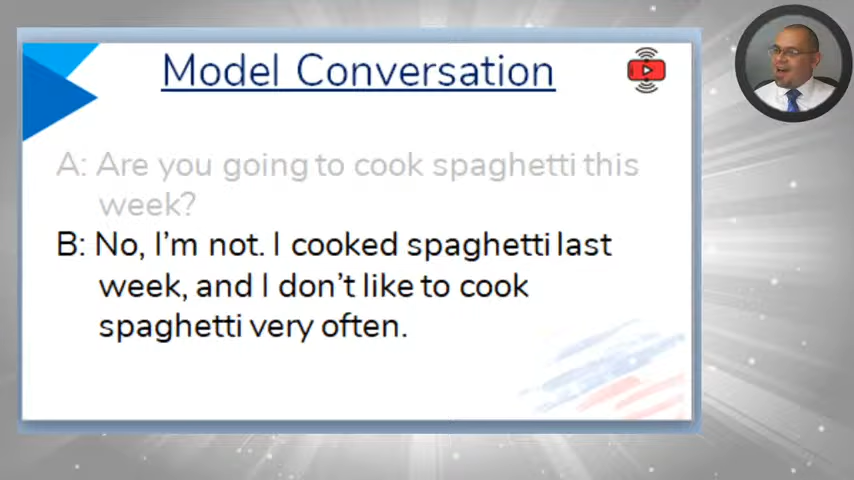 Model Conversation
A: Are you going to cook spaghetti this
week?
B: No, I'm not. I cooked spaghetti last
week, and I don't like to cook
spaghetti very often.